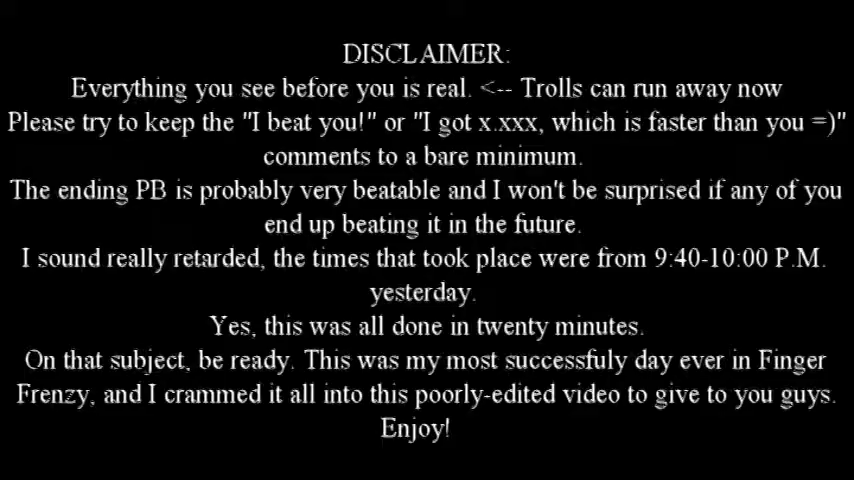 DISCLAIMER:
Everything you see before you is real. <-- Trolls can run away now
Please try to keep the "I beat you!" or "I got x.xxx, which is faster than you =)"
comments to a bare minimum.
The ending PB is probably very beatable and I won't be surprised if any of you
end up beating it in the future.
I sound really retarded, the times that took place were from 9:40-10:00 P.M.
yesterday.
Yes, this was all done in twenty minutes.
On that subject, be ready. This was my most successfuly day ever in Finger
Frenzy, and I crammed it all into this poorly-edited video to give to you guys.
Enjoy!